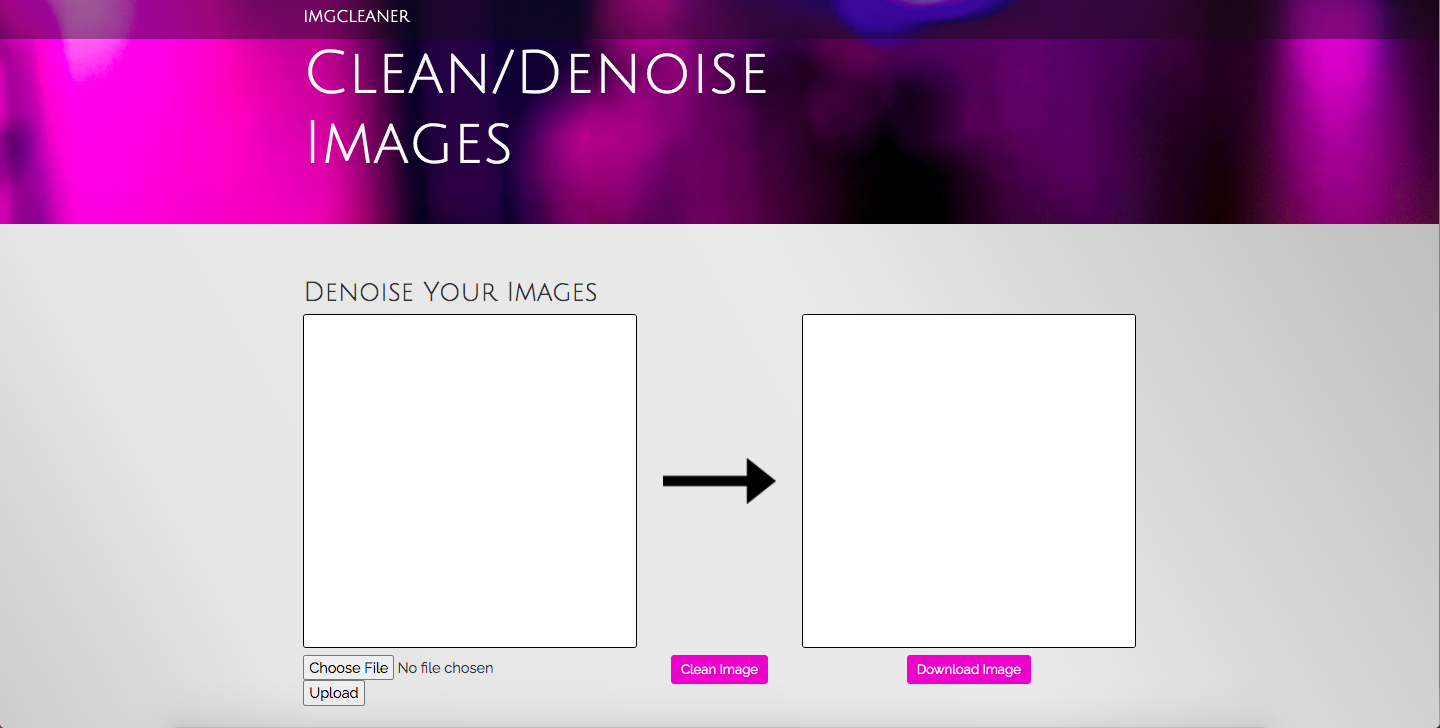 IMGCLEANER
Clean/Denoise
Images
Denoise Your Images
Choose File No file chosen
Upload
Clean Image
Download Image